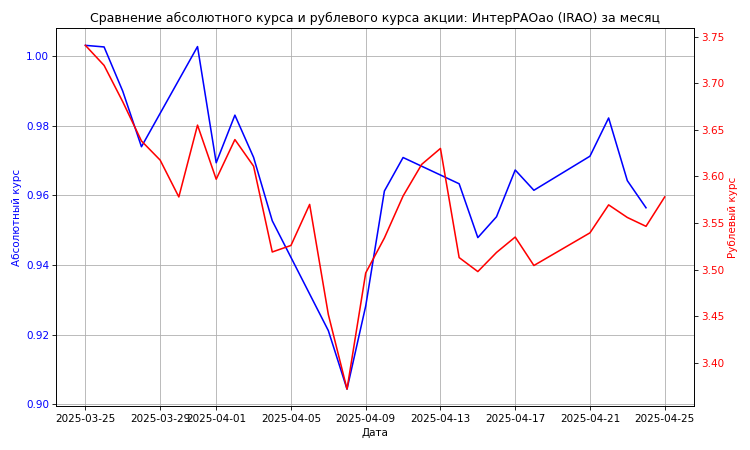 Сравнение абсолютного курса и рублевого курса акции: ИнтерРАОао (IRAO) за месяц
Абсолютный курс
1.00
0.98
0.96
0.94
0.92
0.90
3.75
3.70
3.65
3.60
3.55
3.50
3.45
3.40
Рублевый курс
2025-03-25 2025-03-29 2025-04-01 2025-04-05 2025-04-09 2025-04-13 2025-04-17 2025-04-21 2025-04-25
Дата